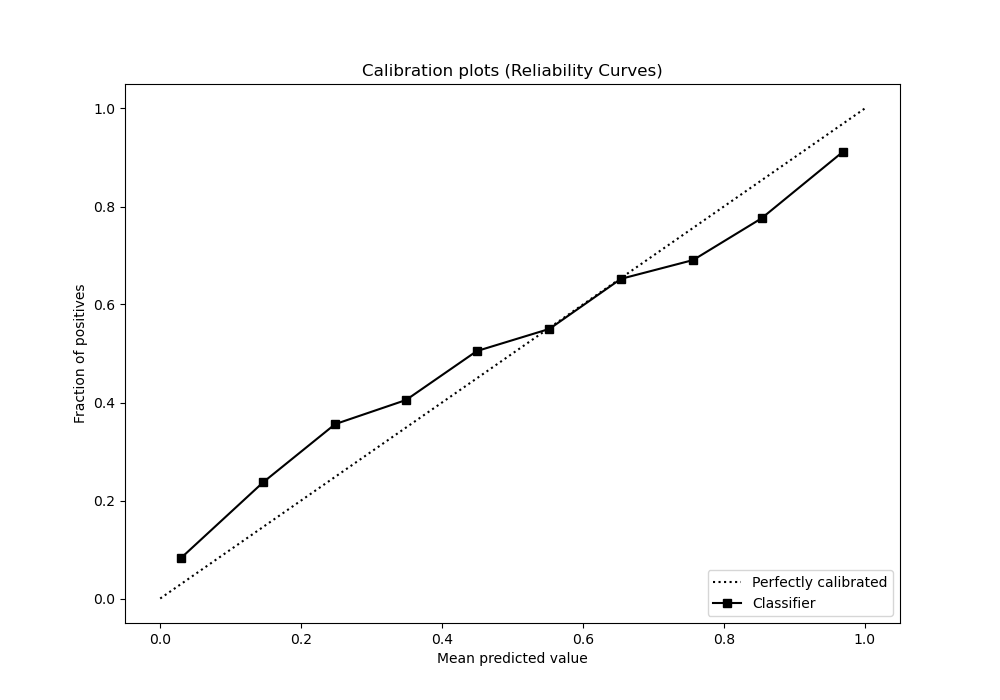 Calibration plots (Reliability Curves)
Fraction of positives
1.0
0.8
0.6
0.4
0.2
0.0
0.0 0.2 0.4 0.6 0.8 1.0
Mean predicted value
Perfectly calibrated
Classifier